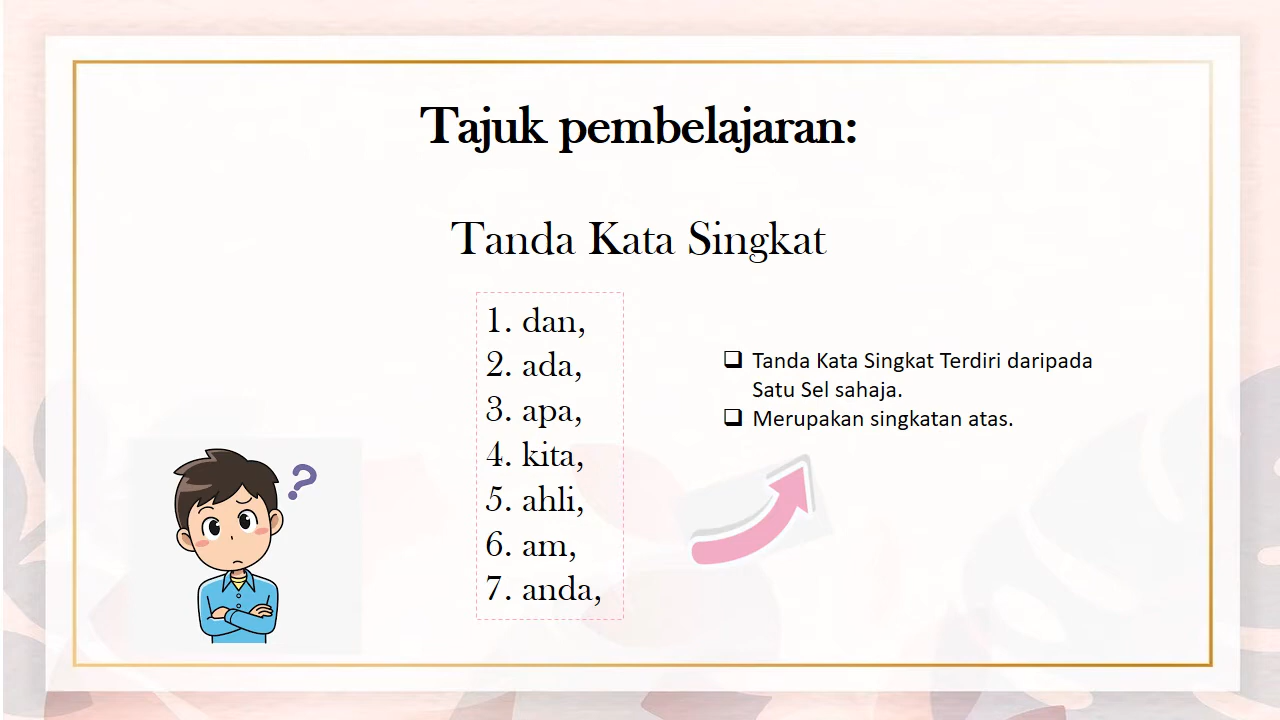 Tajuk pembelajaran:
Tanda Kata Singkat
1. dan,
2. ada,
3. apa,
4. kita,
5. ahli,
6. am,
7. anda,
❑ Tanda Kata Singkat Terdiri daripada
Satu Sel sahaja.
❑ Merupakan singkatan atas.
?